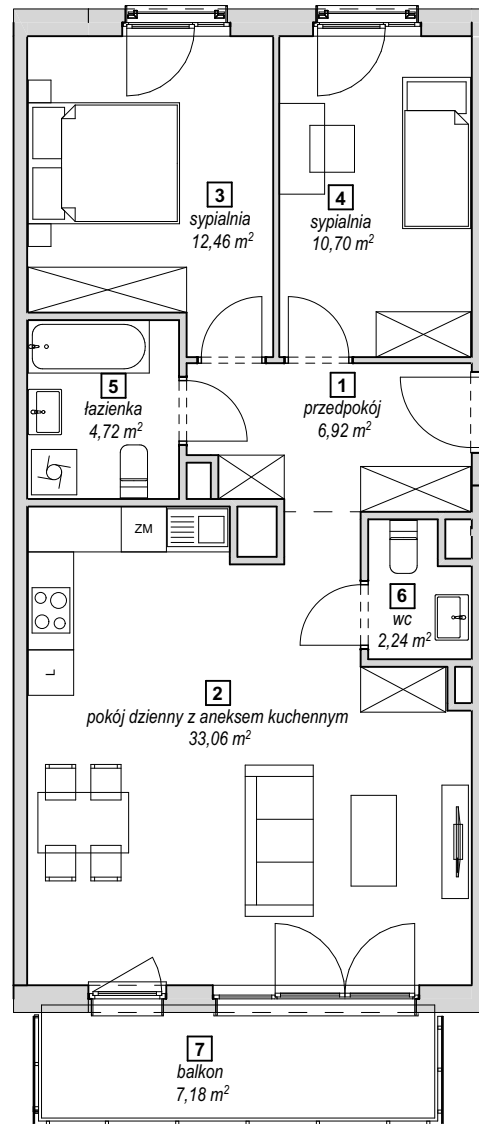 3
sypialnia
12,46 m²
4
sypialnia
10,70 m²
5
łazienka
4,72 m²
1
przedpokój
6,92 m²
ZM
6
wc
2,24 m²
L
2
pokój dzienny z aneksem kuchennym
33,06 m²
7
balkon
7,18 m²